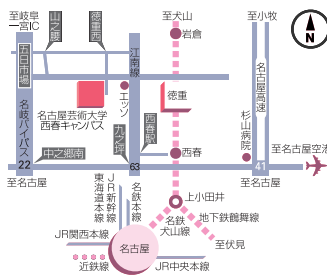 至岐阜
一宮IC
山之腰
徳重西
至犬山
至小牧
N
岩倉
五日市場
江南線
名古屋高速
徳重
エッソ
名古屋芸術大学
西春キャンパス
名岐バイパス
九之坪
西春駅
西春
杉山病院
中之郷南
22
63
41
至名古屋空港
至名古屋
至名古屋
JR東海道本線
JR新幹線
名鉄本線
上小田井
名鉄
犬山線
地下鉄鶴舞線
至伏見
JR関西本線
名古屋
近鉄線
JR中央本線